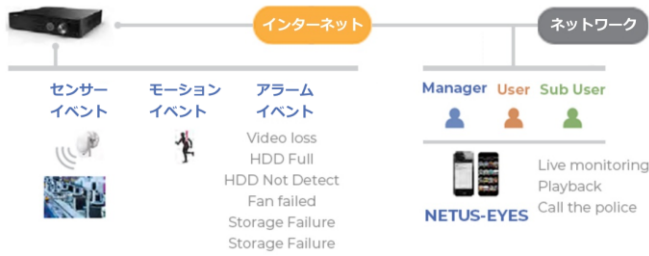 インターネット
ネットワーク
センサー
イベント
モーション
イベント
アラーム
イベント
Video loss
HDD Full
HDD Not Detect
Fan failed
Storage Failure
Storage Failure
Manager
User
Sub User
NETUS-EYES
Live monitoring
Playback
Call the police